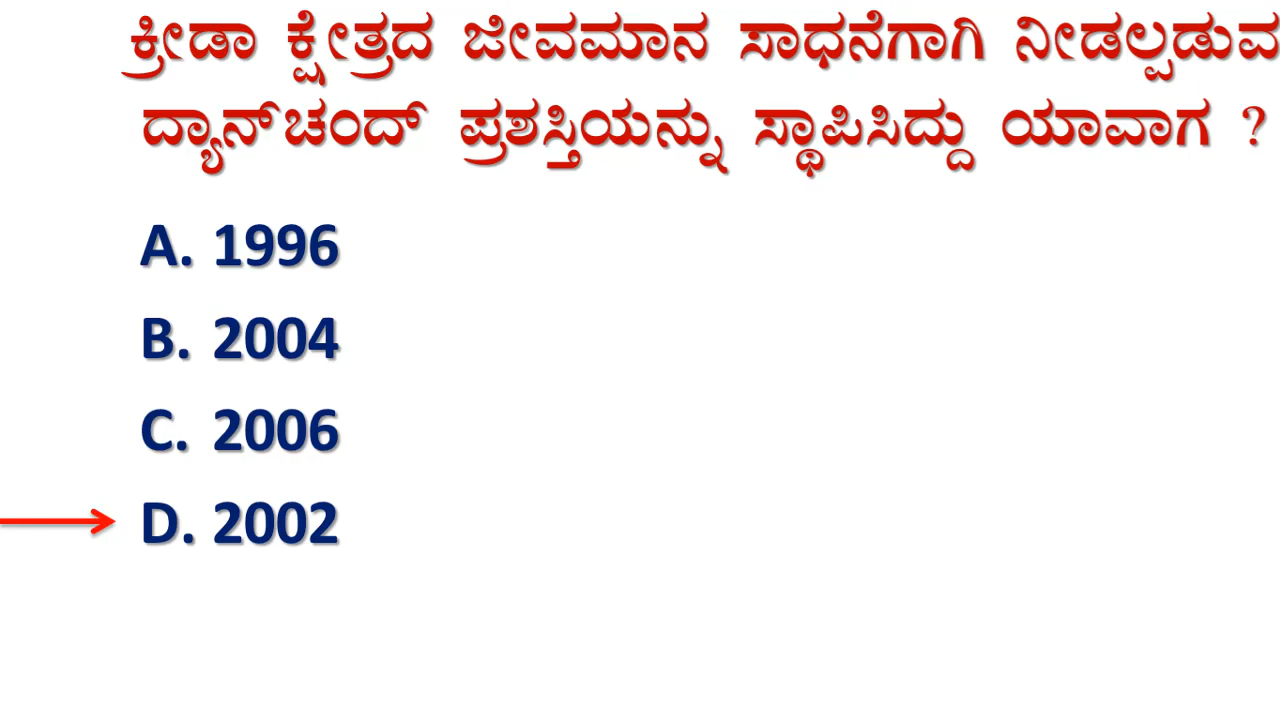 ಕ್ರೀಡಾ ಕ್ಷೇತ್ರದ ಜೀವಮಾನ ಸಾಧನೆಗಾಗಿ ನೀಡಲ್ಪಡುವ
ದ್ಯಾನ್‌ಚಂದ್ ಪ್ರಶಸ್ತಿಯನ್ನು ಸ್ಥಾಪಿಸಿದ್ದು ಯಾವಾಗ ?
A. 1996
B. 2004
C. 2006
D. 2002